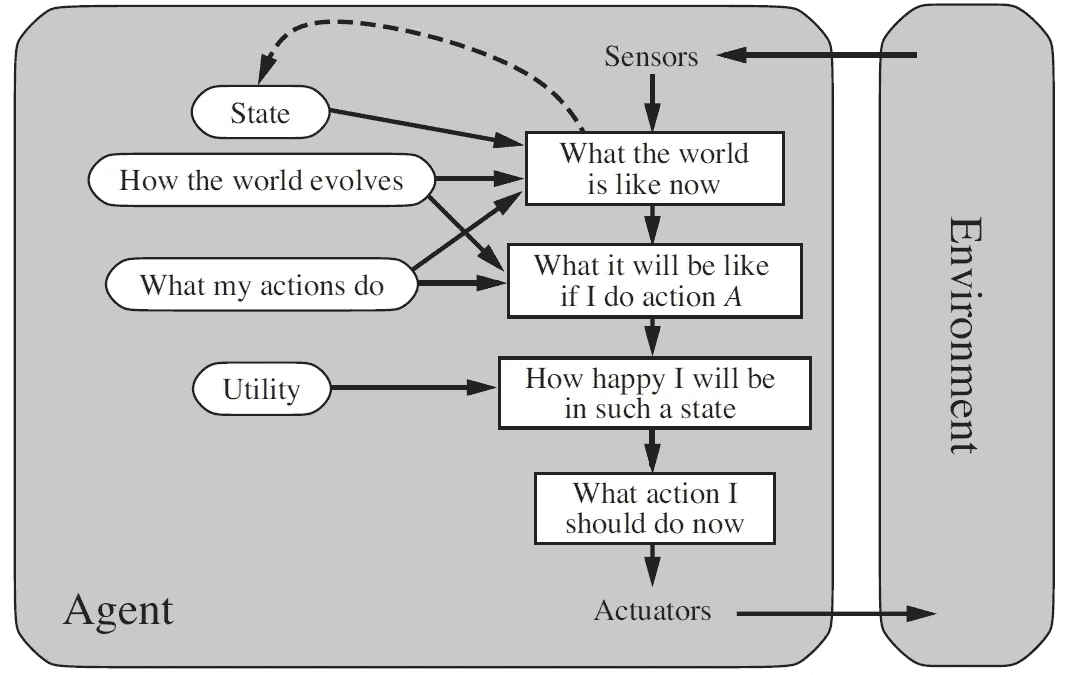 Sensors
State
What the world
is like now
How the world evolves
What it will be like
if I do action A
What my actions do
How happy I will be
in such a state
Utility
What action I
should do now
Actuators
Agent
Environment